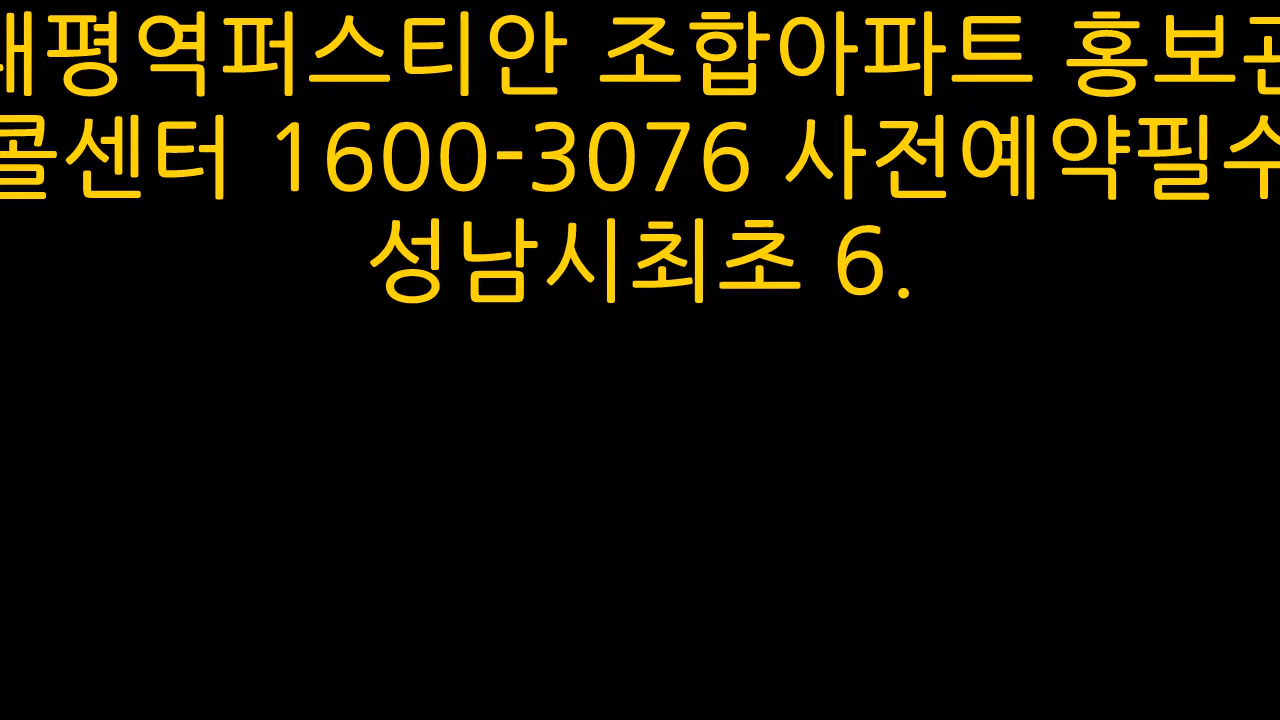 태평역퍼스티안 조합아파트 홍보관
콜센터 1600-3076 사전예약필수
성남시최초 6.